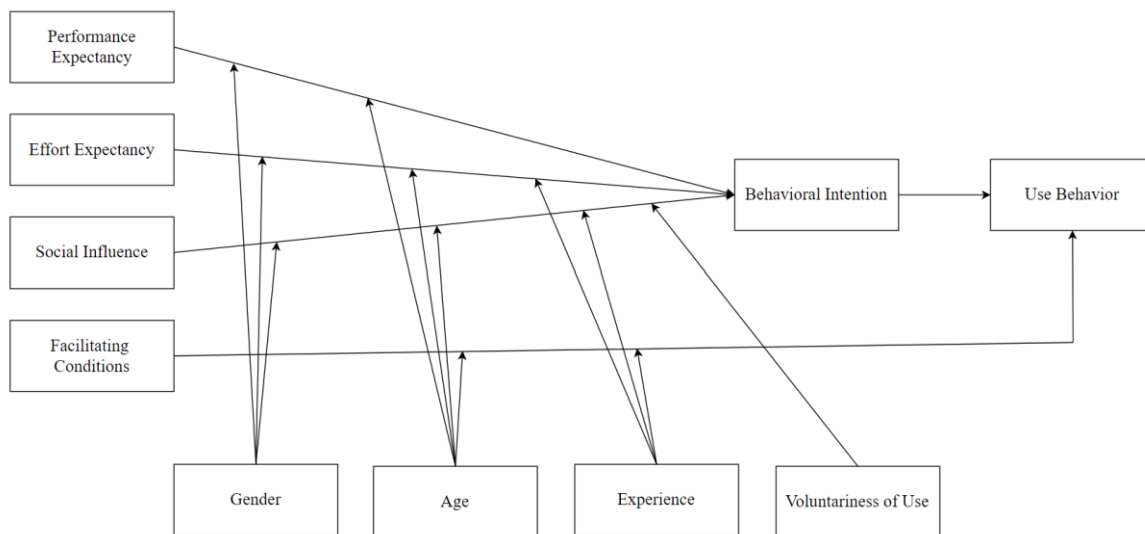 Performance
Expectancy
Effort Expectancy
Social Influence
Facilitating
Conditions
Behavioral Intention
Use Behavior
Gender
Age
Experience
Voluntariness of Use